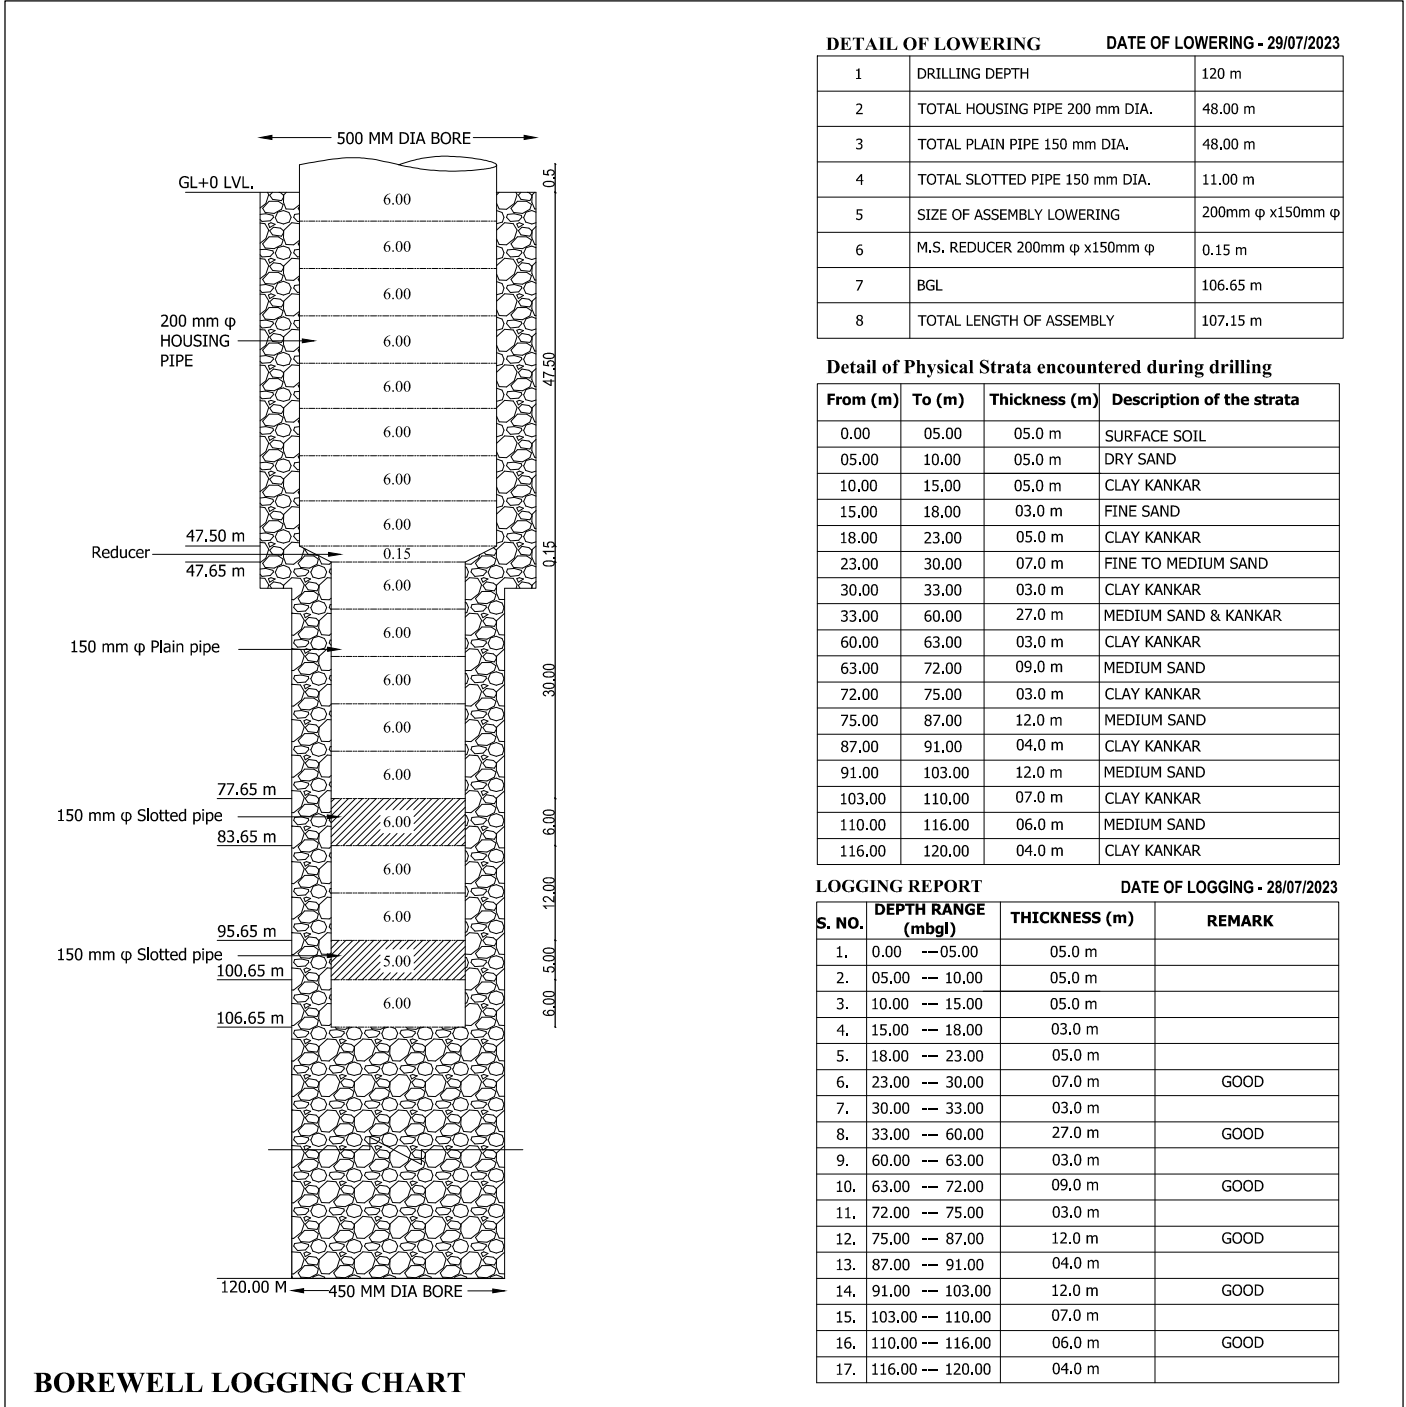 500 MM DIA BORE
GL+0 LVL.
0.5
6.00
6.00
6.00
200 mm φ
HOUSING
PIPE
6.00
47.50
6.00
6.00
6.00
6.00
47.50 m
Reducer
0.15
0.15
47.65 m
6.00
150 mm φ Plain pipe
6.00
6.00
30.00
6.00
6.00
77.65 m
150 mm φ Slotted pipe
6.00
6.00
83.65 m
6.00
12.00
6.00
95.65 m
150 mm φ Slotted pipe
5.00
5.00
100.65 m
6.00
6.00
106.65 m
120.00 M
450 MM DIA BORE
BOREWELL LOGGING CHART
DETAIL OF LOWERING DATE OF LOWERING - 29/07/2023
1 DRILLING DEPTH 120 m
2 TOTAL HOUSING PIPE 200 mm DIA. 48.00 m
3 TOTAL PLAIN PIPE 150 mm DIA. 48.00 m
4 TOTAL SLOTTED PIPE 150 mm DIA. 11.00 m
5 SIZE OF ASSEMBLY LOWERING 200mm φ x150mm φ
6 M.S. REDUCER 200mm φ x150mm φ 0.15 m
7 BGL 106.65 m
8 TOTAL LENGTH OF ASSEMBLY 107.15 m
Detail of Physical Strata encountered during drilling
From (m) To (m) Thickness (m) Description of the strata
0.00 05.00 05.0 m SURFACE SOIL
05.00 10.00 05.0 m DRY SAND
10.00 15.00 05.0 m CLAY KANKAR
15.00 18.00 03.0 m FINE SAND
18.00 23.00 05.0 m CLAY KANKAR
23.00 30.00 07.0 m FINE TO MEDIUM SAND
30.00 33.00 03.0 m CLAY KANKAR
33.00 60.00 27.0 m MEDIUM SAND & KANKAR
60.00 63.00 03.0 m CLAY KANKAR
63.00 72.00 09.0 m MEDIUM SAND
72.00 75.00 03.0 m CLAY KANKAR
75.00 87.00 12.0 m MEDIUM SAND
87.00 91.00 04.0 m CLAY KANKAR
91.00 103.00 12.0 m MEDIUM SAND
103.00 110.00 07.0 m CLAY KANKAR
110.00 116.00 06.0 m MEDIUM SAND
116.00 120.00 04.0 m CLAY KANKAR
LOGGING REPORT DATE OF LOGGING - 28/07/2023
S. NO. DEPTH RANGE (mbgl) THICKNESS (m) REMARK
1. 0.00 ---05.00 05.0 m
2. 05.00 --- 10.00 05.0 m
3. 10.00 --- 15.00 05.0 m
4. 15.00 --- 18.00 03.0 m
5. 18.00 --- 23.00 05.0 m
6. 23.00 --- 30.00 07.0 m GOOD
7. 30.00 --- 33.00 03.0 m
8. 33.00 --- 60.00 27.0 m GOOD
9. 60.00 --- 63.00 03.0 m
10. 63.00 --- 72.00 09.0 m GOOD
11. 72.00 --- 75.00 03.0 m
12. 75.00 --- 87.00 12.0 m GOOD
13. 87.00 --- 91.00 04.0 m
14. 91.00 --- 103.00 12.0 m GOOD
15. 103.00 --- 110.00 07.0 m
16. 110.00 --- 116.00 06.0 m GOOD
17. 116.00 --- 120.00 04.0 m